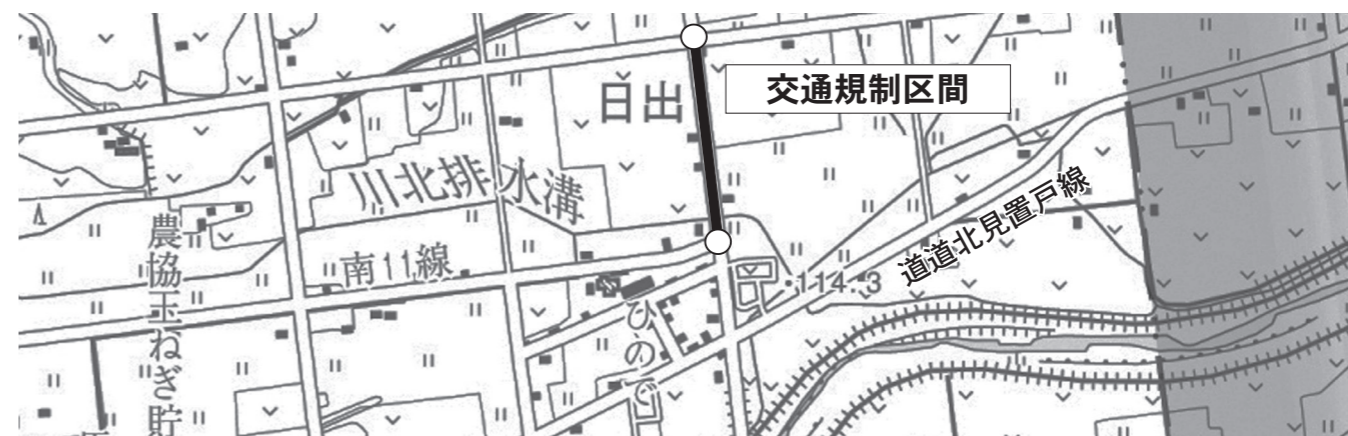 交通規制区間
日出
川北排水溝
道道北見置戸線
南11線
・114.3
農協玉ねぎ貯
ひので